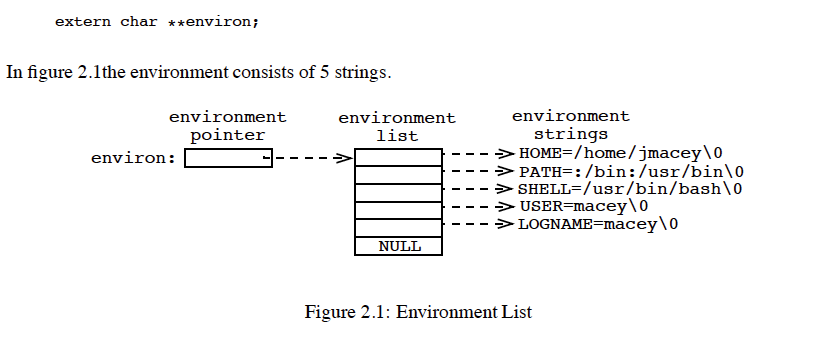 extern char **environ;
In figure 2.1the environment consists of 5 strings.
environment pointer
environment list
environment strings
environ:
HOME=/home/jmacey\0
PATH=:/bin:/usr/bin\0
SHELL=/usr/bin/bash\0
USER=macey\0
LOGNAME=macey\0
NULL
Figure 2.1: Environment List